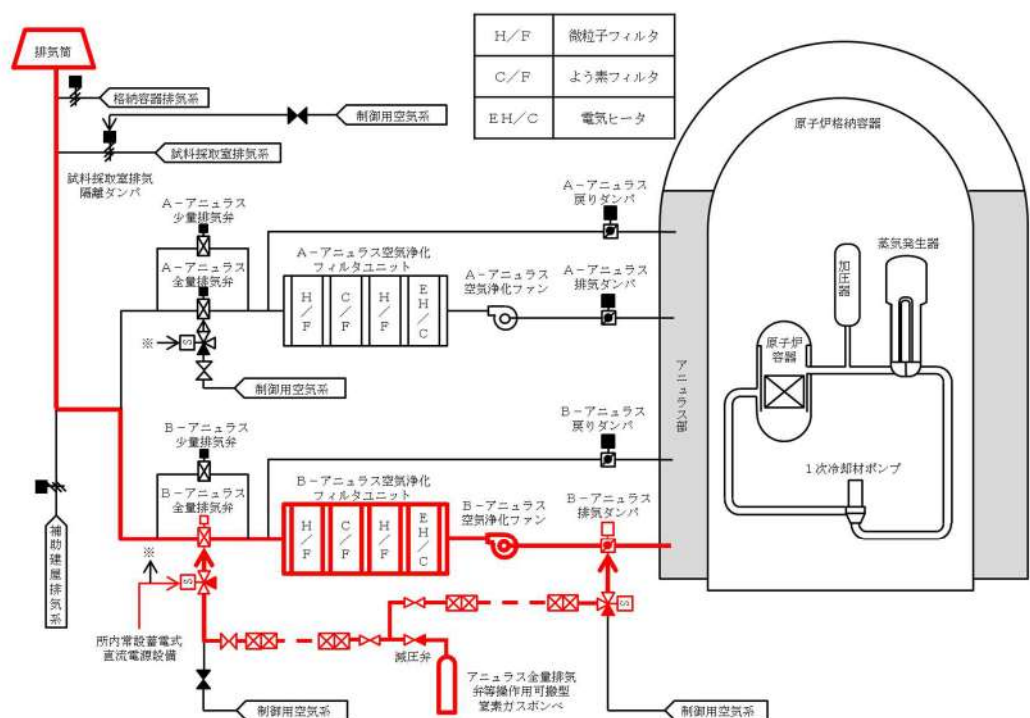 排気筒
格納容器排気系
制御用空気系
試料採取室排気系
試料採取室排気
隔離ダンパ
H/F
微粒子フィルタ
C/F
よう素フィルタ
EH/C
電気ヒータ
原子炉格納容器
A-アニュラス
少量排気弁
A-アニュラス
全量排気弁
※
S
制御用空気系
A-アニュラス空気浄化
フィルタユニット
H/F
C/F
H/F
EH/C
A-アニュラス
空気浄化ファン
A-アニュラス
戻りダンパ
A-アニュラス
排気ダンパ
アニュラス部
蒸気発生器
加圧器
原子炉
容器
1次冷却材ポンプ
B-アニュラス
少量排気弁
B-アニュラス
全量排気弁
※
S
B-アニュラス空気浄化
フィルタユニット
H/F
C/F
H/F
EH/C
B-アニュラス
空気浄化ファン
B-アニュラス
戻りダンパ
B-アニュラス
排気ダンパ
S
補助建屋排気系
所内常設蓄電式
直流電源設備
減圧弁
アニュラス全量排気
弁等操作用可搬型
窒素ガスボンベ
制御用空気系
制御用空気系